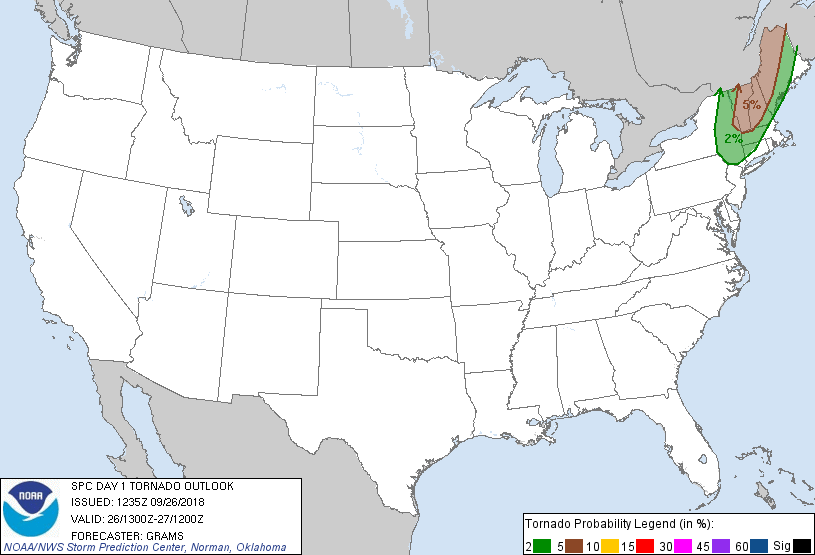 5%
2%
NOAA
SPC DAY 1 TORNADO OUTLOOK
ISSUED: 1235Z 09/26/2018
VALID: 26/1300Z-27/1200Z
FORECASTER: GRAMS
NOAA/NWS Storm Prediction Center, Norman, Oklahoma
Tornado Probability Legend (in %):
2 5 10 15 30 45 60 Sig